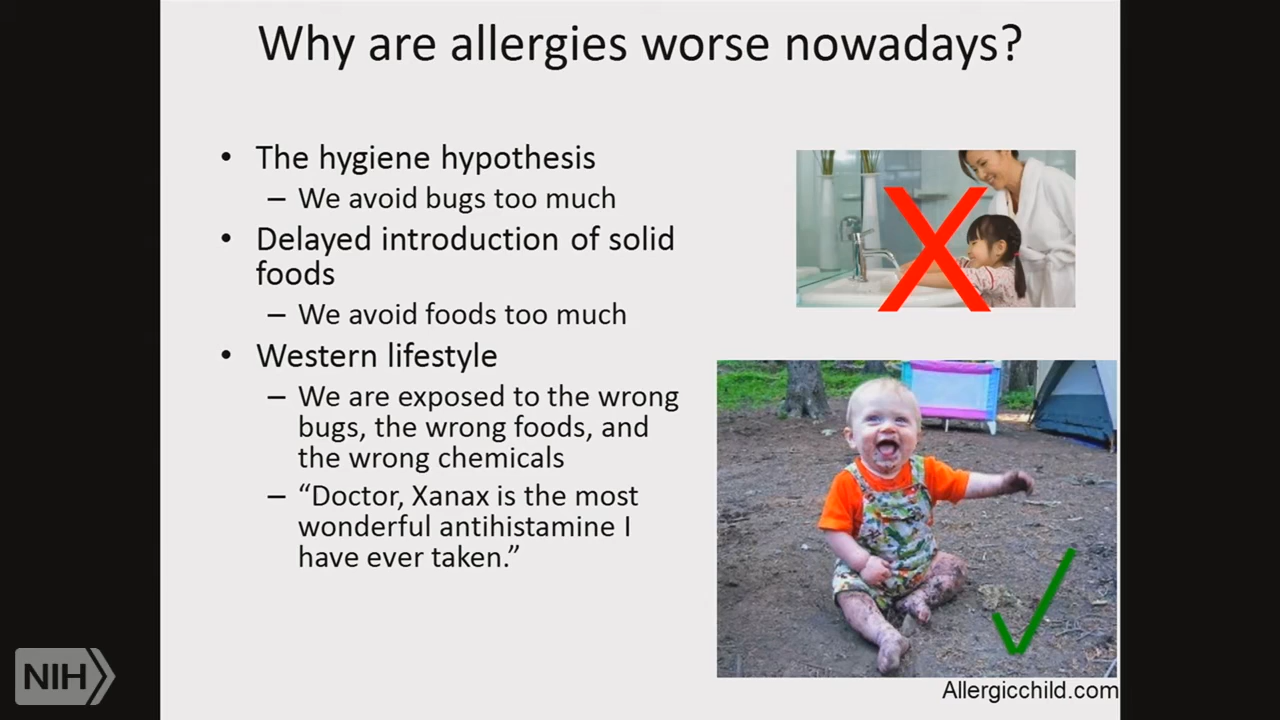 Why are allergies worse nowadays?
• The hygiene hypothesis
– We avoid bugs too much
• Delayed introduction of solid
foods
– We avoid foods too much
• Western lifestyle
– We are exposed to the wrong
bugs, the wrong foods, and
the wrong chemicals
– “Doctor, Xanax is the most
wonderful antihistamine I
have ever taken.”
Allergicchild.com
NIH